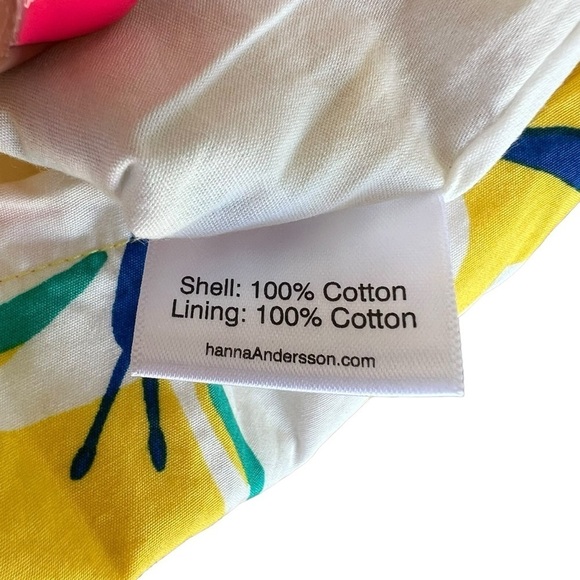 Shell: 100% Cotton
Lining: 100% Cotton
hannaAndersson.com